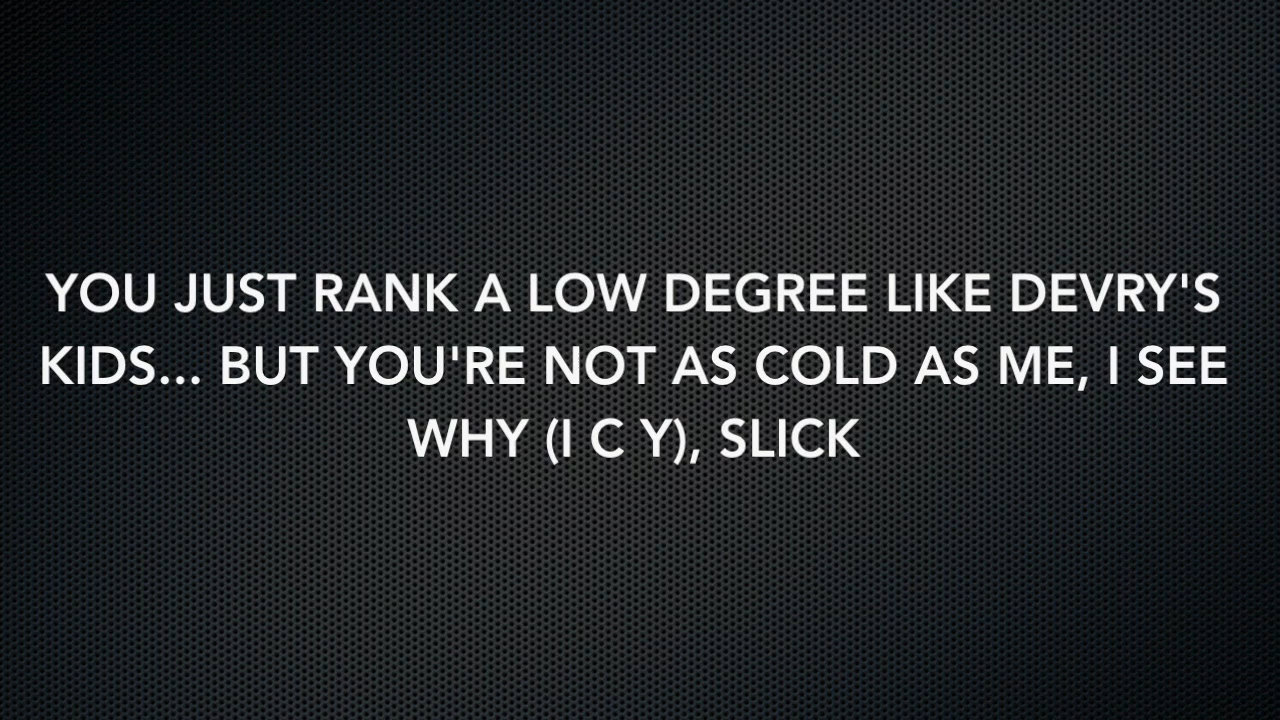 YOU JUST RANK A LOW DEGREE LIKE DEVRY'S
KIDS... BUT YOU'RE NOT AS COLD AS ME, I SEE
WHY (I C Y), SLICK